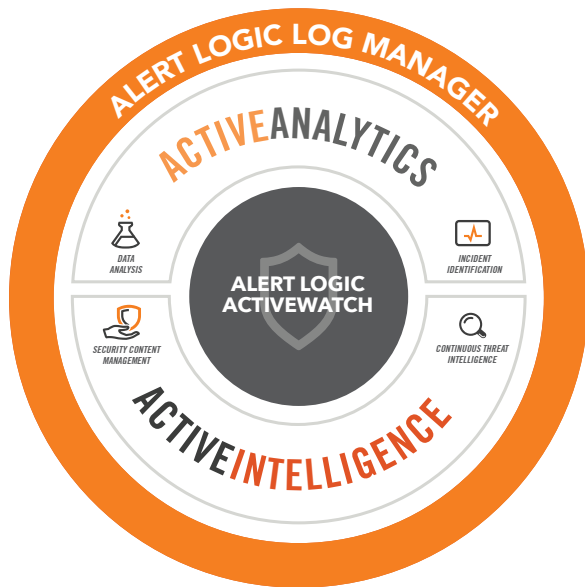 ALERT LOGIC LOG MANAGER
ACTIVEANALYTICS
DATA
ANALYSIS
INCIDENT
IDENTIFICATION
ALERT LOGIC
ACTIVEWATCH
SECURITY CONTENT
MANAGEMENT
CONTINUOUS THREAT
INTELLIGENCE
ACTIVEINTELLIGENCE